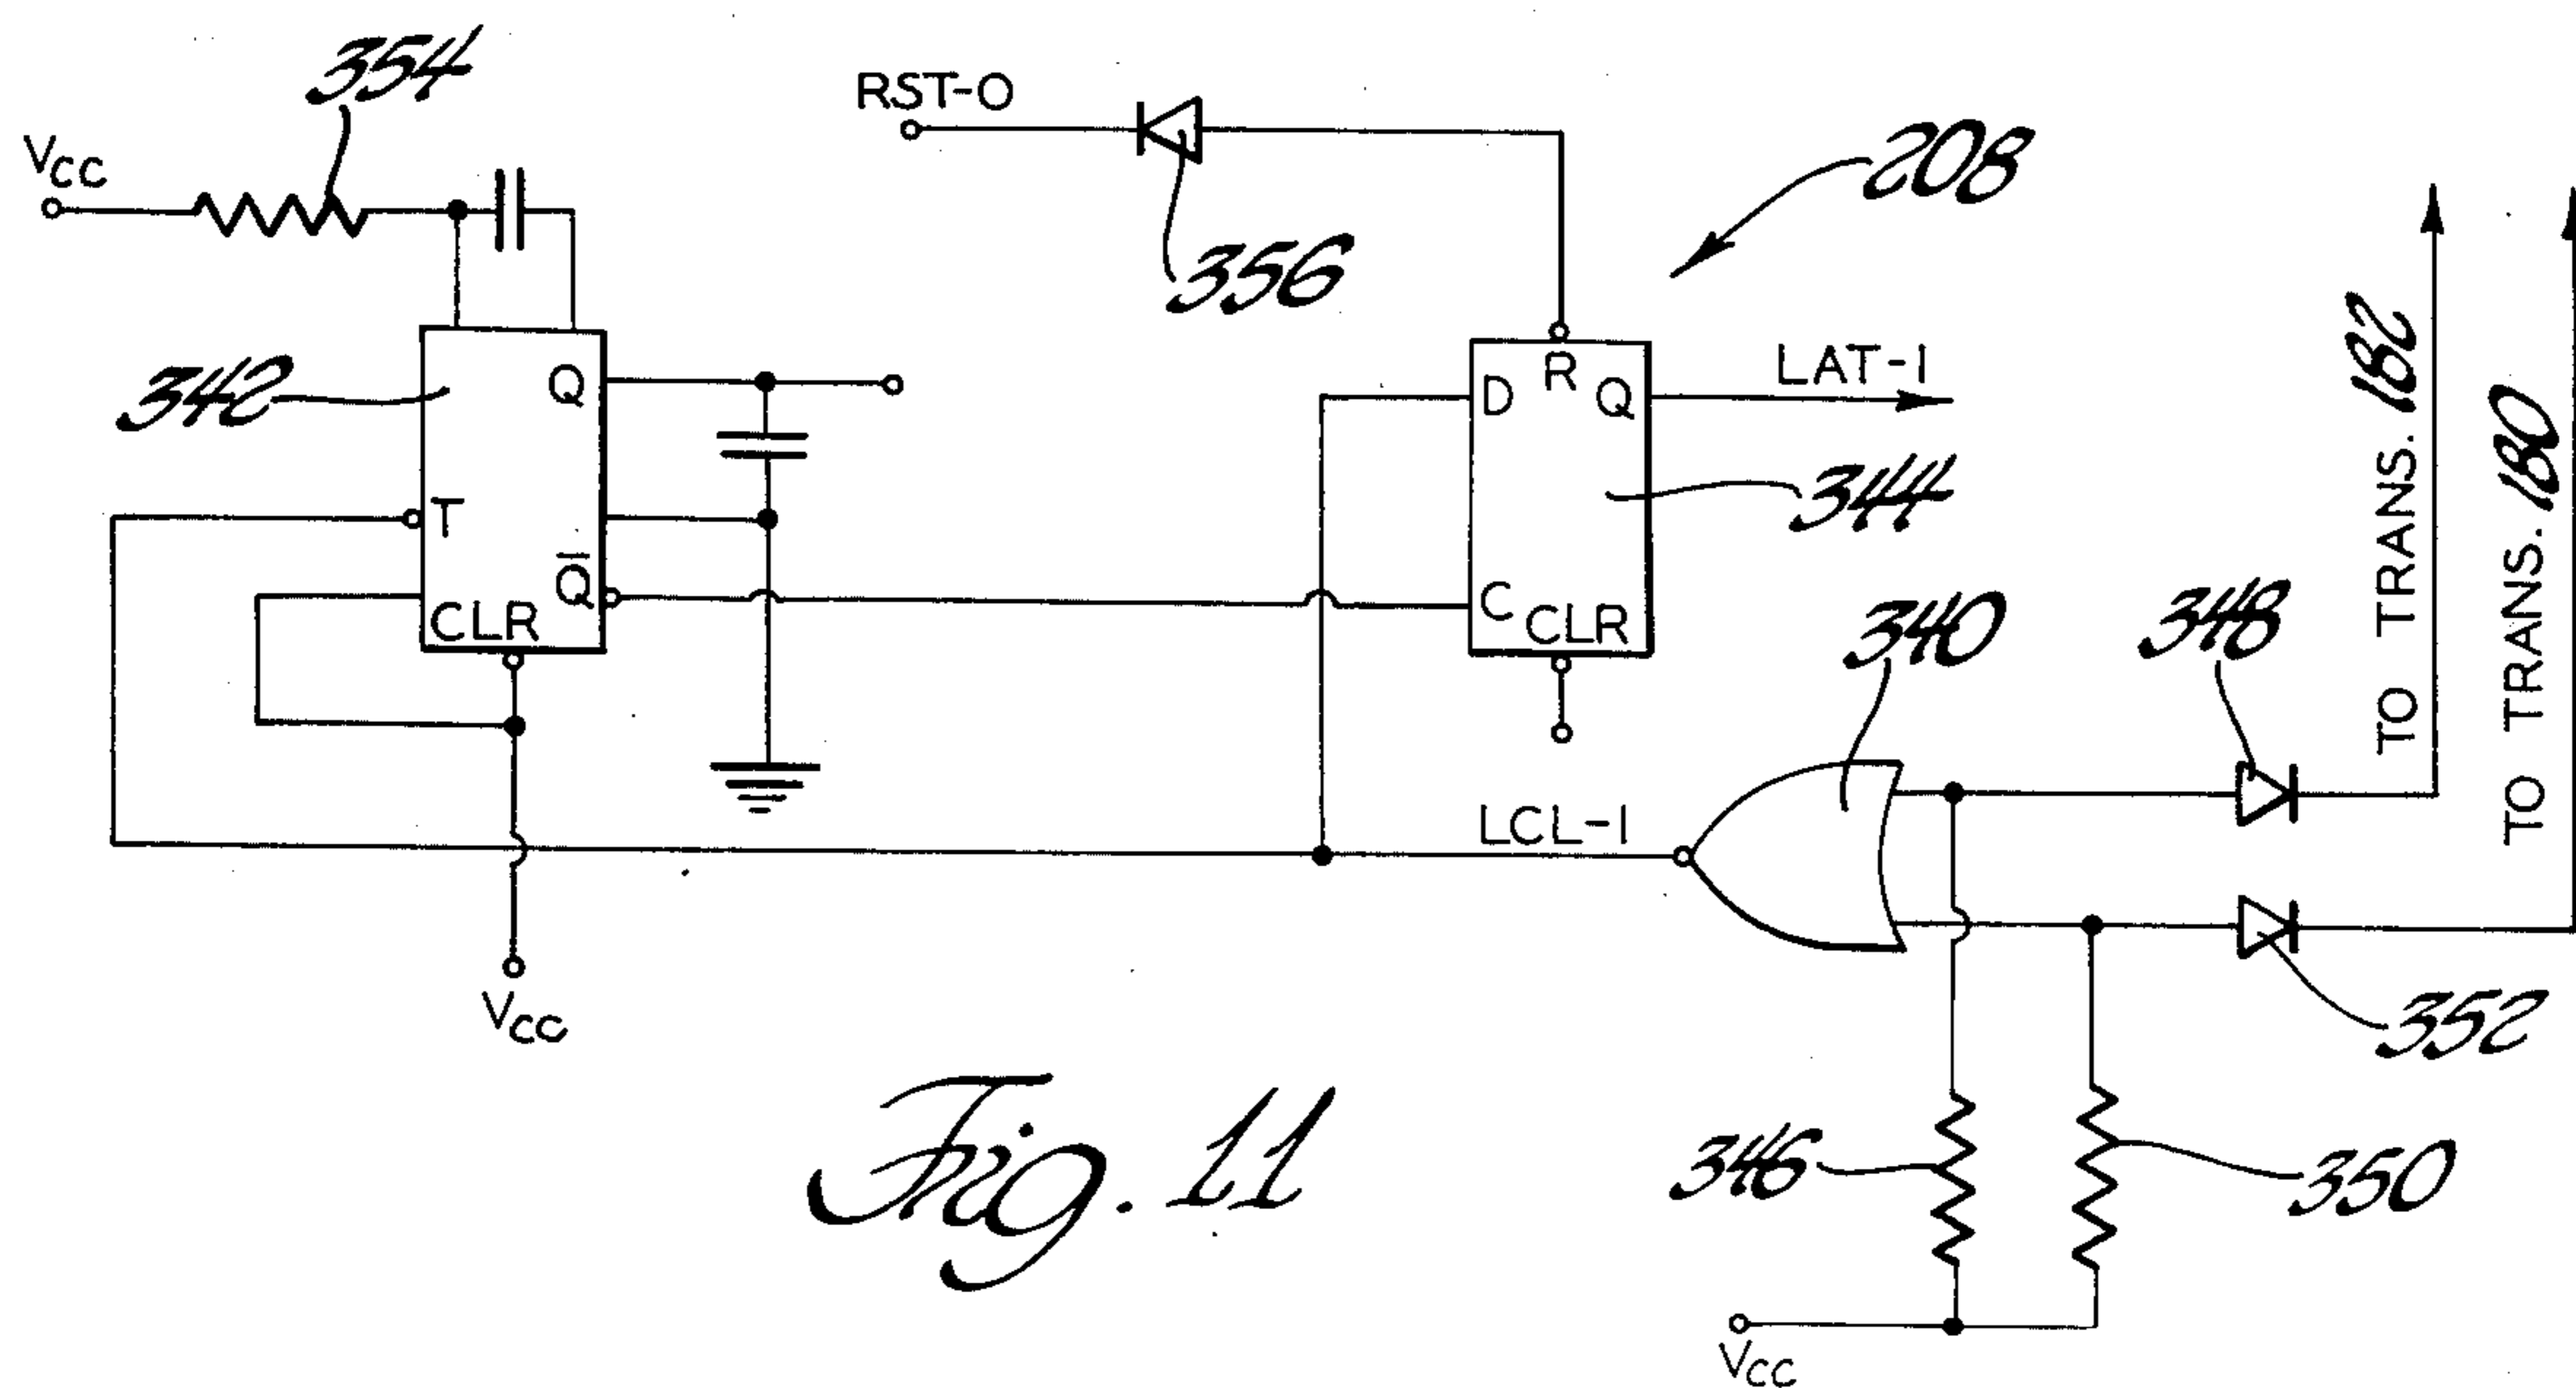 354
RST-O
208
VCC
356
342
Q
T
Q̅
CLR
D
R
Q
C
CLR
LAT-1
344
TO TRANS. 182
TO TRANS. 180
340
348
LCL-1
352
VCC
346
350
VCC
Fig. 11